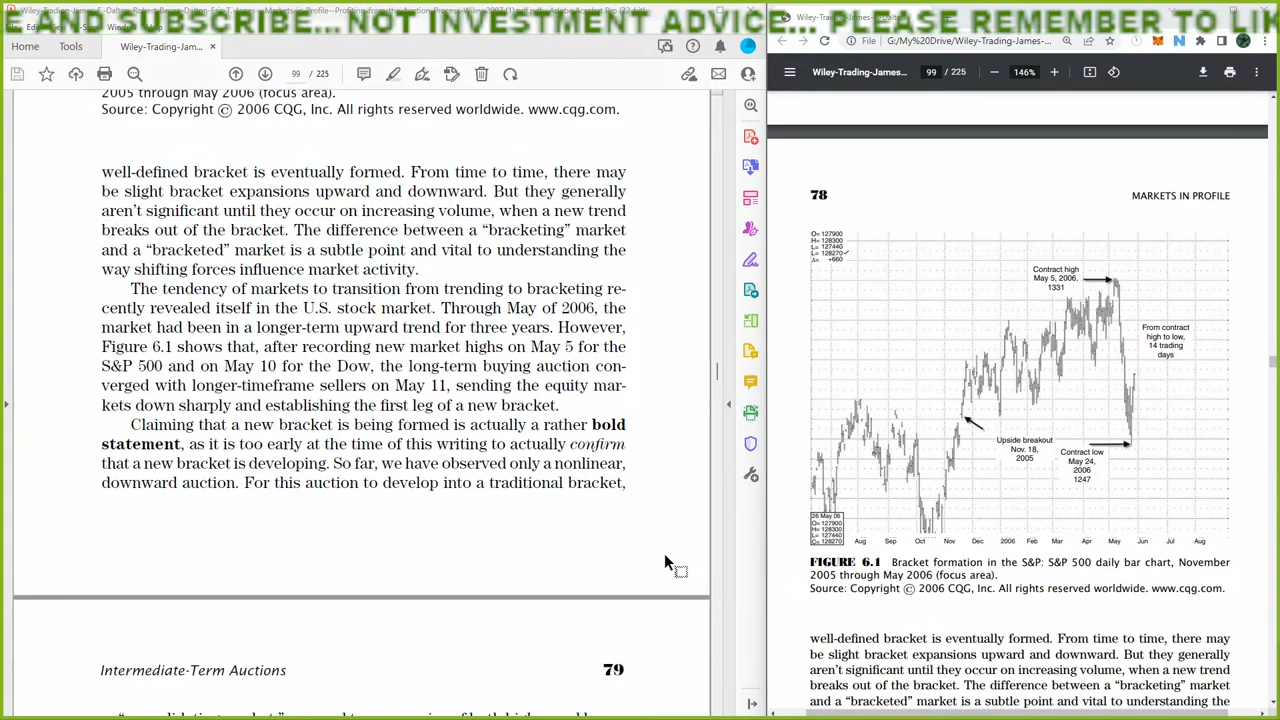 E SUBSCRIBE... NOT INVESTMENT ADVICE... PLEASE REMEMBER TO LIK
Home
Tools
Wiley-Trading-Jam...
99 / 225
2005 through May 2006 (focus area).
Source: Copyright © 2006 CQG, Inc. All rights reserved worldwide. www.cqg.com.
well-defined bracket is eventually formed. From time to time, there may
be slight bracket expansions upward and downward. But they generally
aren't significant until they occur on increasing volume, when a new trend
breaks out of the bracket. The difference between a “bracketing” market
and a “bracketed” market is a subtle point and vital to understanding the
way shifting forces influence market activity.
The tendency of markets to transition from trending to bracketing re-
cently revealed itself in the U.S. stock market. Through May of 2006, the
market had been in a longer-term upward trend for three years. However,
Figure 6.1 shows that, after recording new market highs on May 5 for the
S&P 500 and on May 10 for the Dow, the long-term buying auction con-
verged with longer-timeframe sellers on May 11, sending the equity mar-
kets down sharply and establishing the first leg of a new bracket.
Claiming that a new bracket is being formed is actually a rather bold
statement, as it is too early at the time of this writing to actually confirm
that a new bracket is developing. So far, we have observed only a nonlinear,
downward auction. For this auction to develop into a traditional bracket,
Intermediate-Term Auctions
79
File
G:/My%20Drive/Wiley-Trading-James-...
Wiley-Trading-James...
99 / 225
146%
78
MARKETS IN PROFILE
O= 127900
H= 128300
L= 127440
L= 128270
Δ= +660
Contract high
May 5, 2006,
1331
From contract
high to low,
14 trading
days
Upside breakout
Nov. 18,
2005
Contract low
May 24,
2006
1247
26 May 06
O= 127900
H= 128300
L= 127440
C= 128270
Aug Sep Oct Nov Dec 2006 Feb Mar Apr May Jun Jul Aug
FIGURE 6.1 Bracket formation in the S&P: S&P 500 daily bar chart, November
2005 through May 2006 (focus area).
Source: Copyright © 2006 CQG, Inc. All rights reserved worldwide. www.cqg.com.
well-defined bracket is eventually formed. From time to time, there may
be slight bracket expansions upward and downward. But they generally
aren't significant until they occur on increasing volume, when a new trend
breaks out of the bracket. The difference between a “bracketing” market
and a “bracketed” market is a subtle point and vital to understanding the